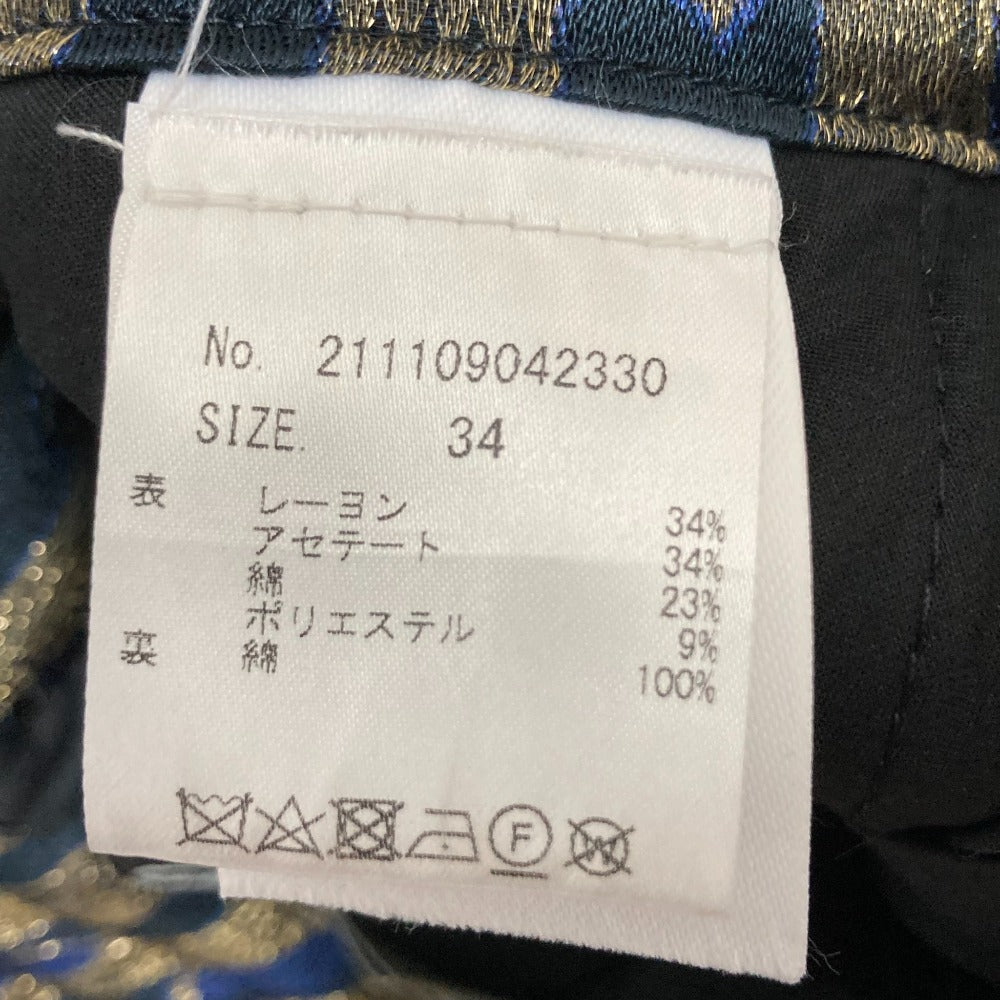 No. 211109042330
SIZE. 34
表 レーヨン 34%
アセテート 34%
綿 23%
ポリエステル 9%
裏 綿 100%
F W